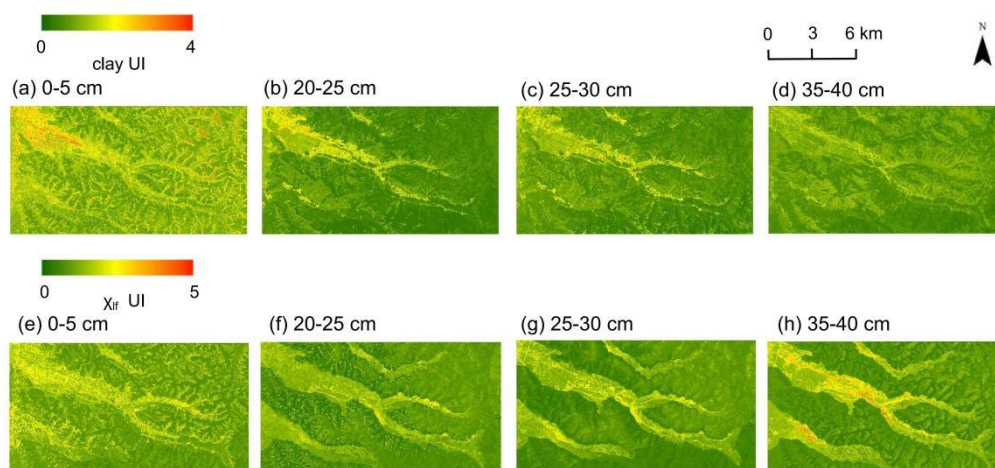 0 4
clay UI
0 3 6 km
N
(a) 0-5 cm
(b) 20-25 cm
(c) 25-30 cm
(d) 35-40 cm
0 5
χlf UI
(e) 0-5 cm
(f) 20-25 cm
(g) 25-30 cm
(h) 35-40 cm